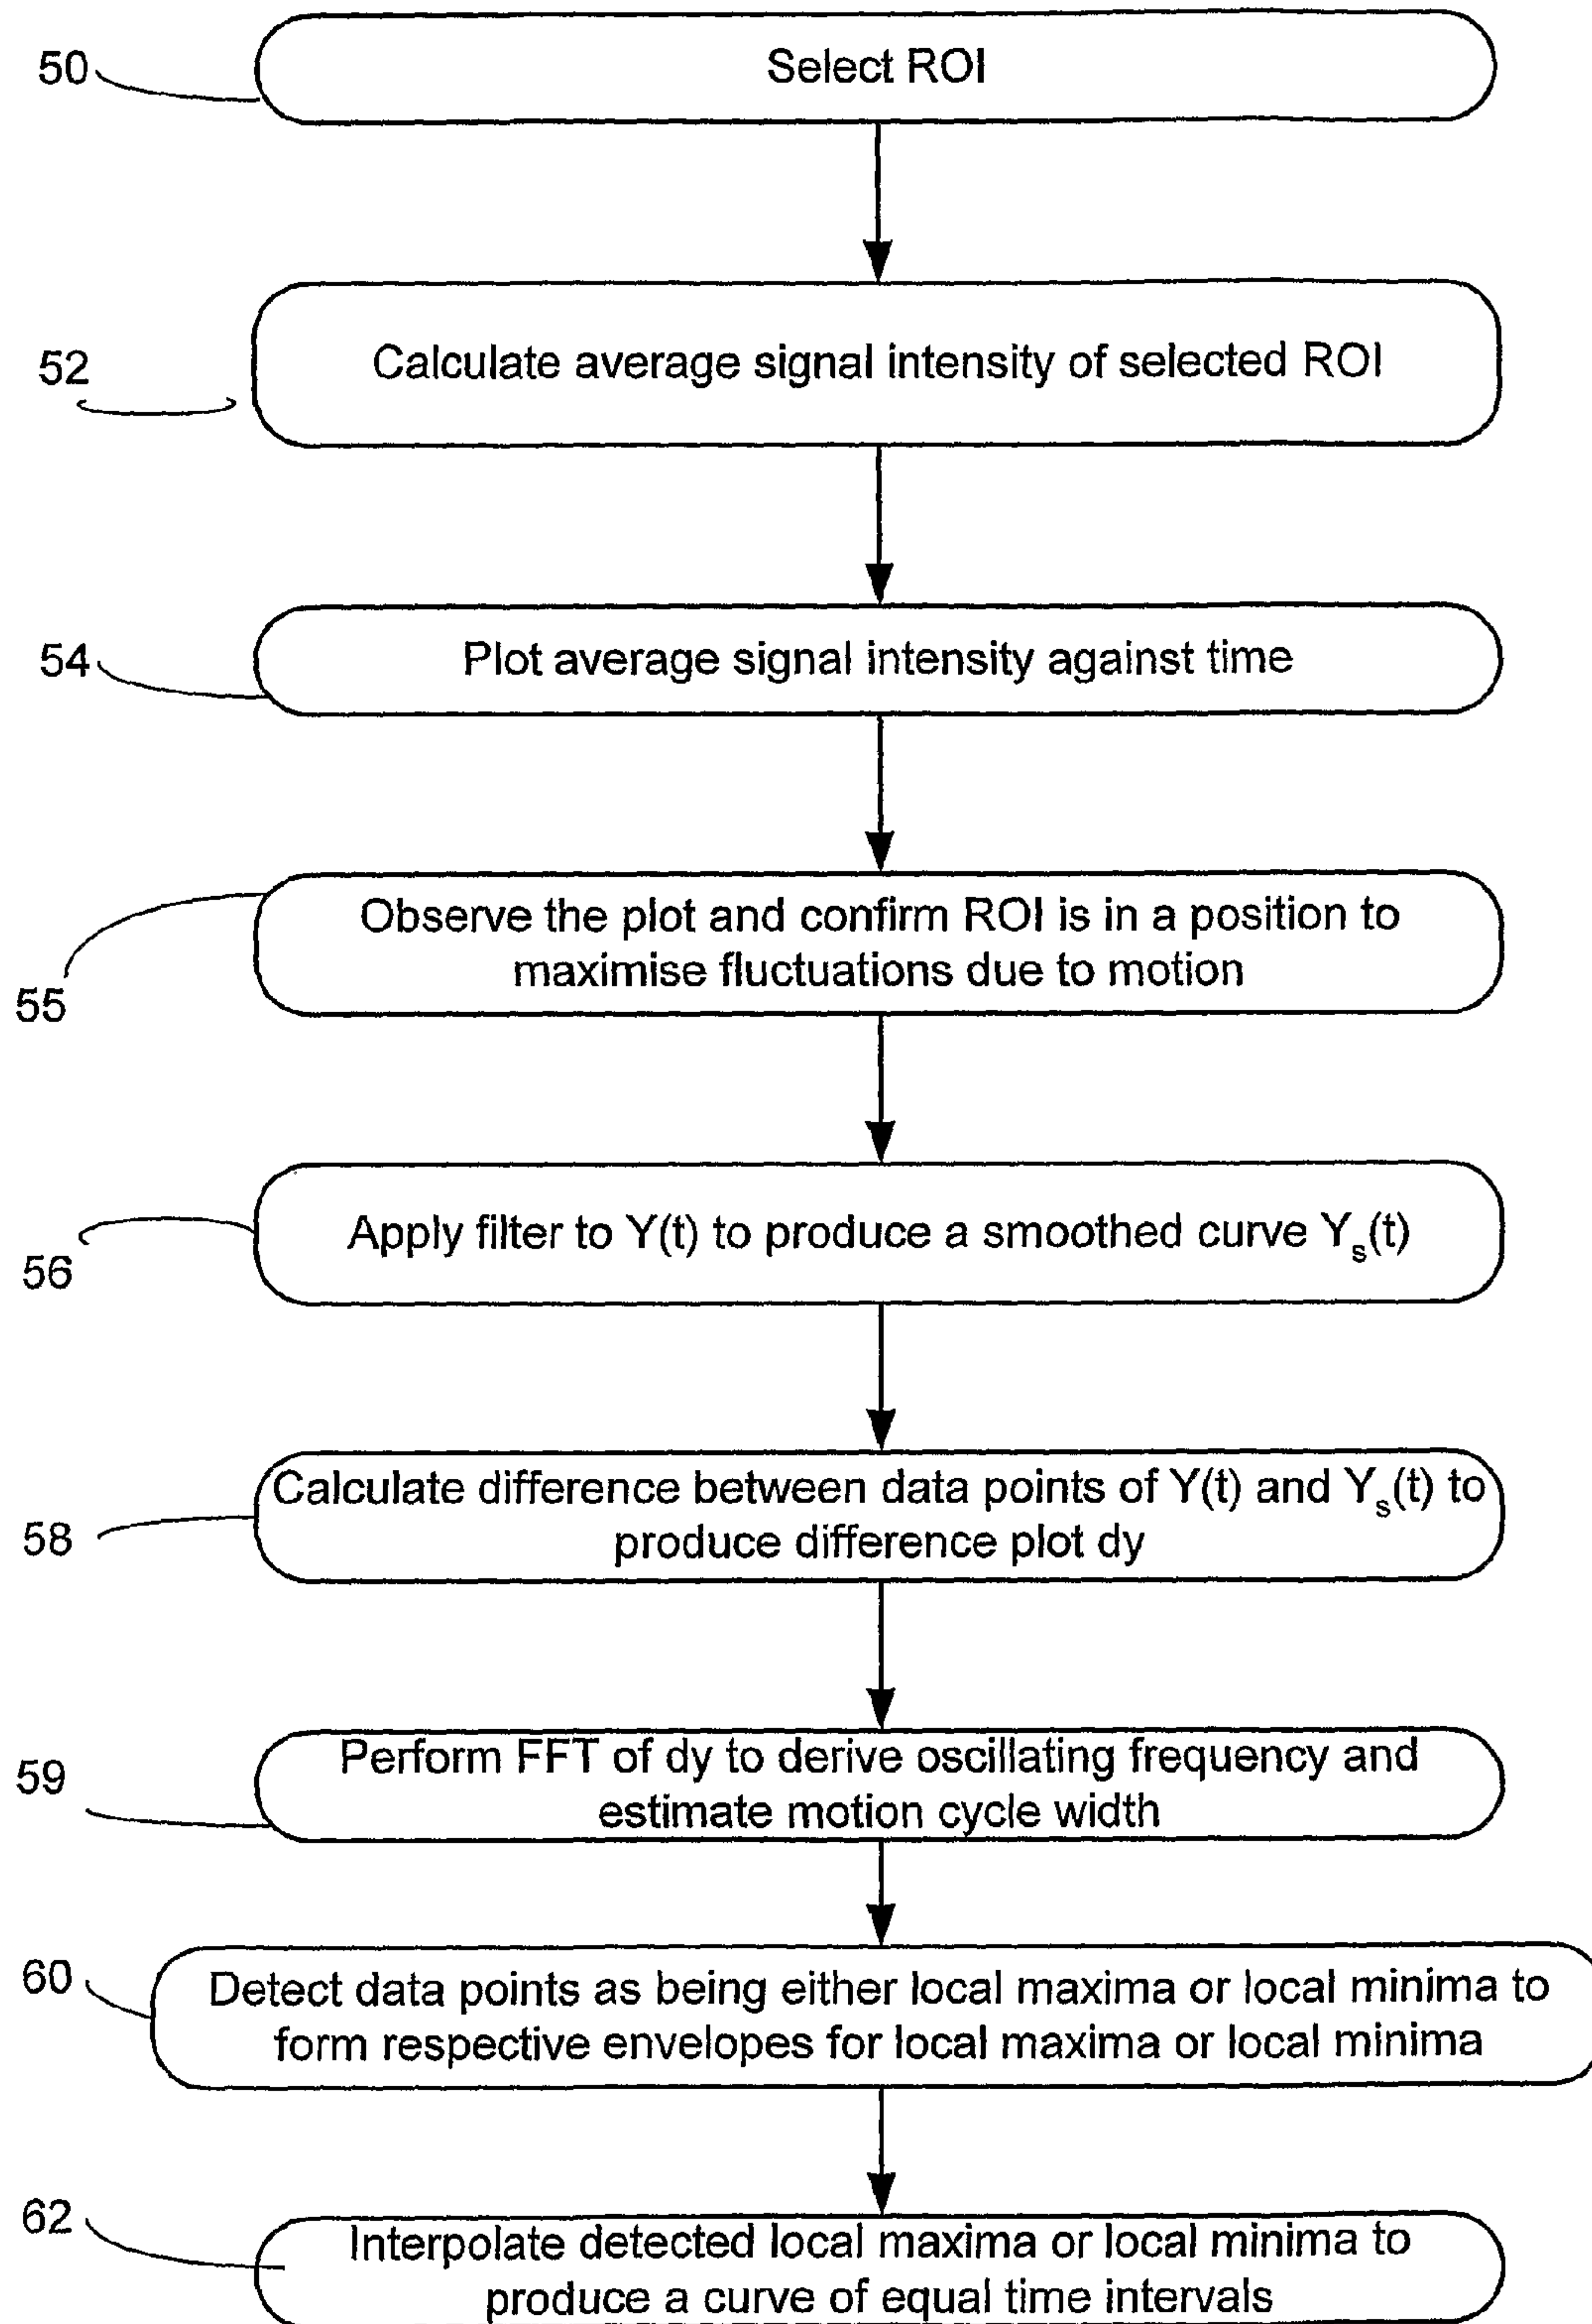 50
Select ROI
52
Calculate average signal intensity of selected ROI
54
Plot average signal intensity against time
55
Observe the plot and confirm ROI is in a position to
maximise fluctuations due to motion
56
Apply filter to Y(t) to produce a smoothed curve Yₛ(t)
58
Calculate difference between data points of Y(t) and Yₛ(t) to
produce difference plot dy
59
Perform FFT of dy to derive oscillating frequency and
estimate motion cycle width
60
Detect data points as being either local maxima or local minima to
form respective envelopes for local maxima or local minima
62
Interpolate detected local maxima or local minima to
produce a curve of equal time intervals